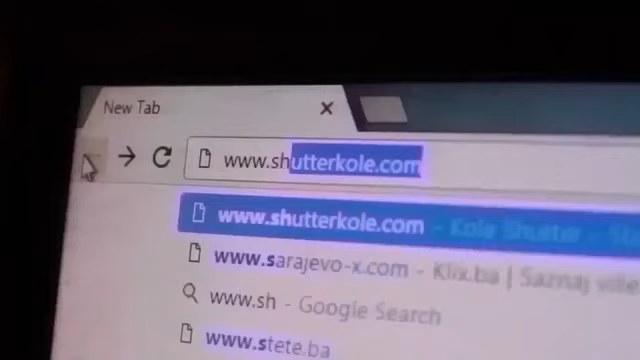 New Tab
www.shutterkole.com
www.shutterkole.com - Kole Shutter -
www.sarajevo-x.com - Klix.ba | Saznaj više
www.sh - Google Search
www.stete.ba